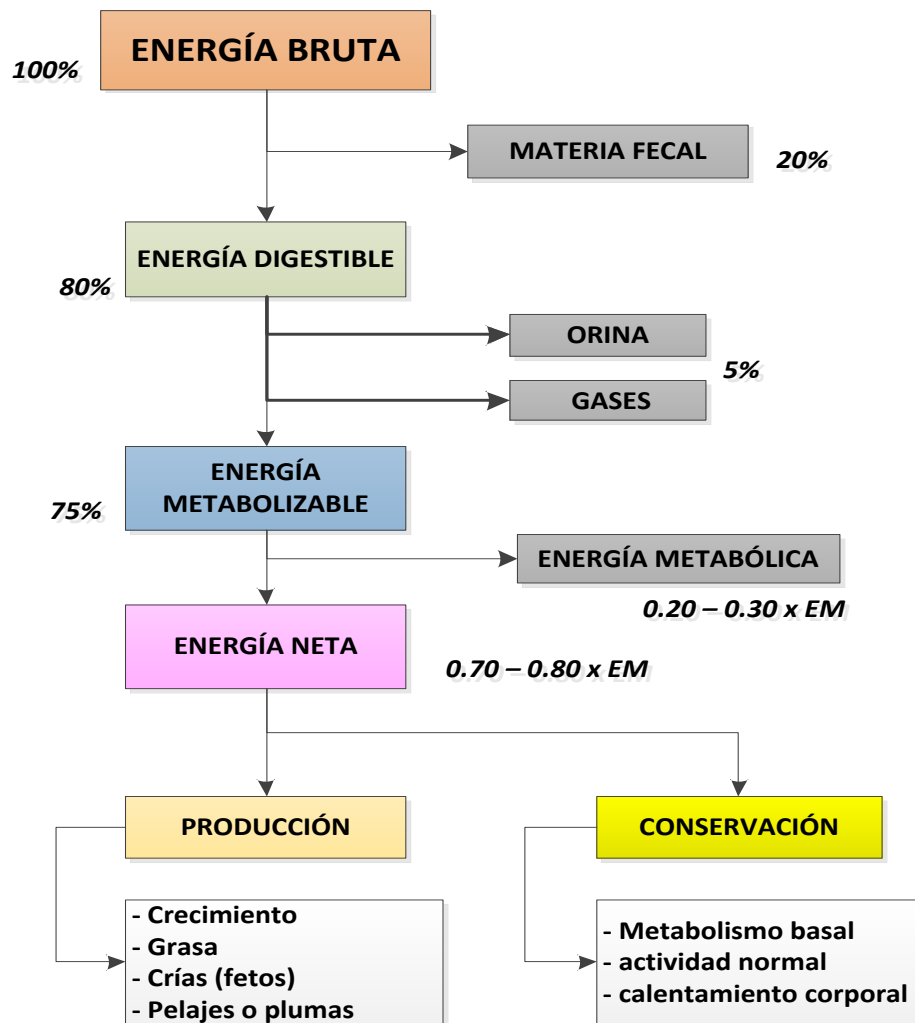 ENERGÍA BRUTA
100%
MATERIA FECAL
20%
ENERGÍA DIGESTIBLE
80%
ORINA
5%
GASES
ENERGÍA
METABOLIZABLE
75%
ENERGÍA METABÓLICA
0.20 – 0.30 x EM
ENERGÍA NETA
0.70 – 0.80 x EM
PRODUCCIÓN
CONSERVACIÓN
- Crecimiento
- Grasa
- Crías (fetos)
- Pelajes o plumas
- Metabolismo basal
- actividad normal
- calentamiento corporal